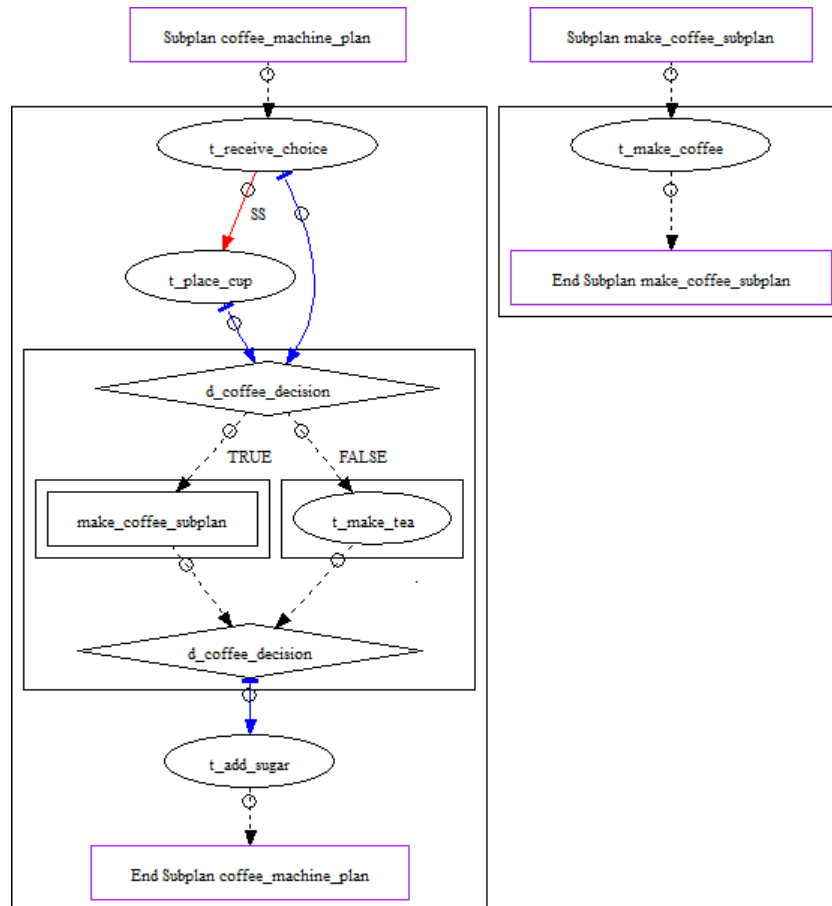 Subplan coffee_machine_plan
Subplan make_coffee_subplan
t_receive_choice
t_make_coffee
SS
t_place_cup
End Subplan make_coffee_subplan
d_coffee_decision
TRUE
FALSE
make_coffee_subplan
t_make_tea
d_coffee_decision
t_add_sugar
End Subplan coffee_machine_plan